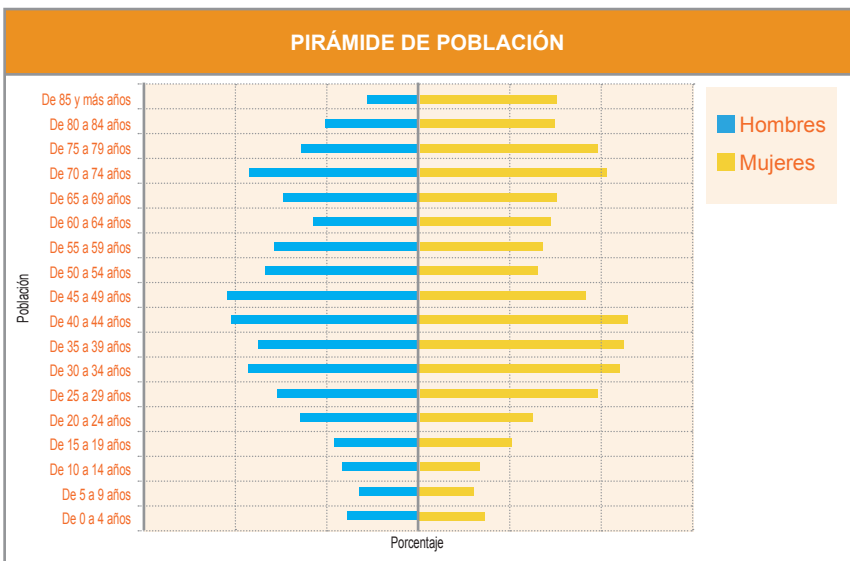 PIRÁMIDE DE POBLACIÓN
De 85 y más años
De 80 a 84 años
De 75 a 79 años
De 70 a 74 años
De 65 a 69 años
De 60 a 64 años
De 55 a 59 años
De 50 a 54 años
De 45 a 49 años
De 40 a 44 años
De 35 a 39 años
De 30 a 34 años
De 25 a 29 años
De 20 a 24 años
De 15 a 19 años
De 10 a 14 años
De 5 a 9 años
De 0 a 4 años
Población
Porcentaje
Hombres
Mujeres